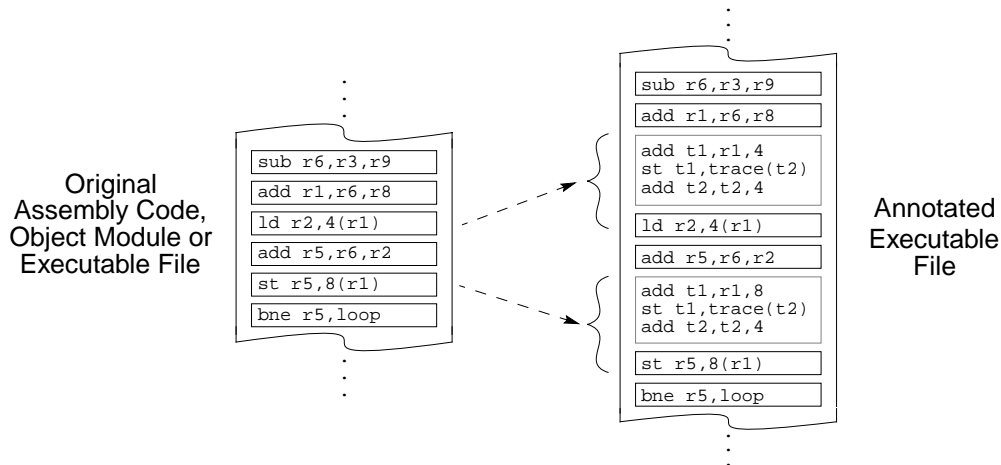 Original
Assembly Code,
Object Module or
Executable File
sub r6,r3,r9
add r1,r6,r8
ld r2,4(r1)
add r5,r6,r2
st r5,8(r1)
bne r5,loop
sub r6,r3,r9
add r1,r6,r8
add t1,r1,4
st t1,trace(t2)
add t2,t2,4
ld r2,4(r1)
add r5,r6,r2
add t1,r1,8
st t1,trace(t2)
add t2,t2,4
st r5,8(r1)
bne r5,loop
Annotated
Executable
File